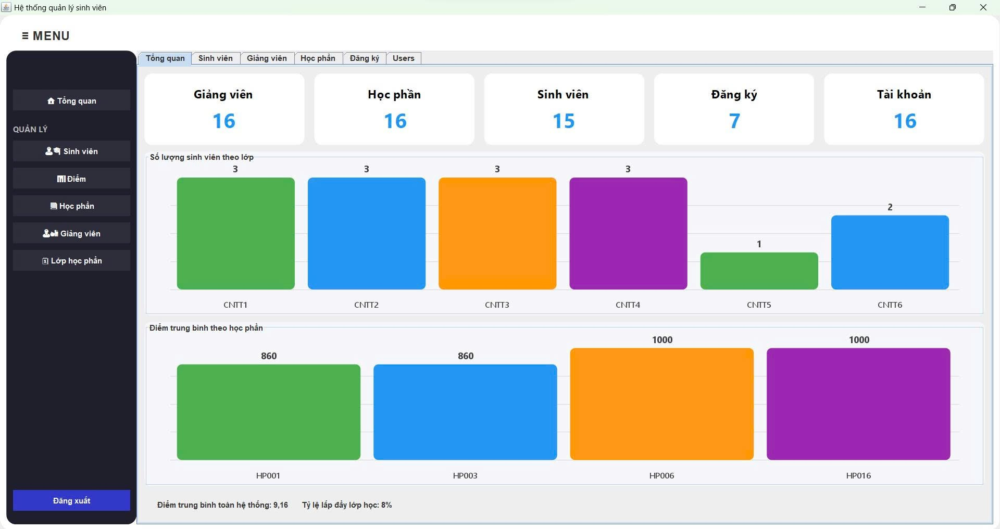 Hệ thống quản lý sinh viên
≡ MENU
Tổng quan
QUẢN LÝ
Sinh viên
Điểm
Học phần
Giảng viên
Lớp học phần
Đăng xuất
Tổng quan Sinh viên Giảng viên Học phần Đăng ký Users
Giảng viên Học phần Sinh viên Đăng ký Tài khoản
16 16 15 7 16
Số lượng sinh viên theo lớp
3 3 3 3 1 2
CNTT1 CNTT2 CNTT3 CNTT4 CNTT5 CNTT6
Điểm trung bình theo học phần
860 860 1000 1000
HP001 HP003 HP006 HP016
Điểm trung bình toàn hệ thống: 9,16 Tỷ lệ lấp đầy lớp học: 8%